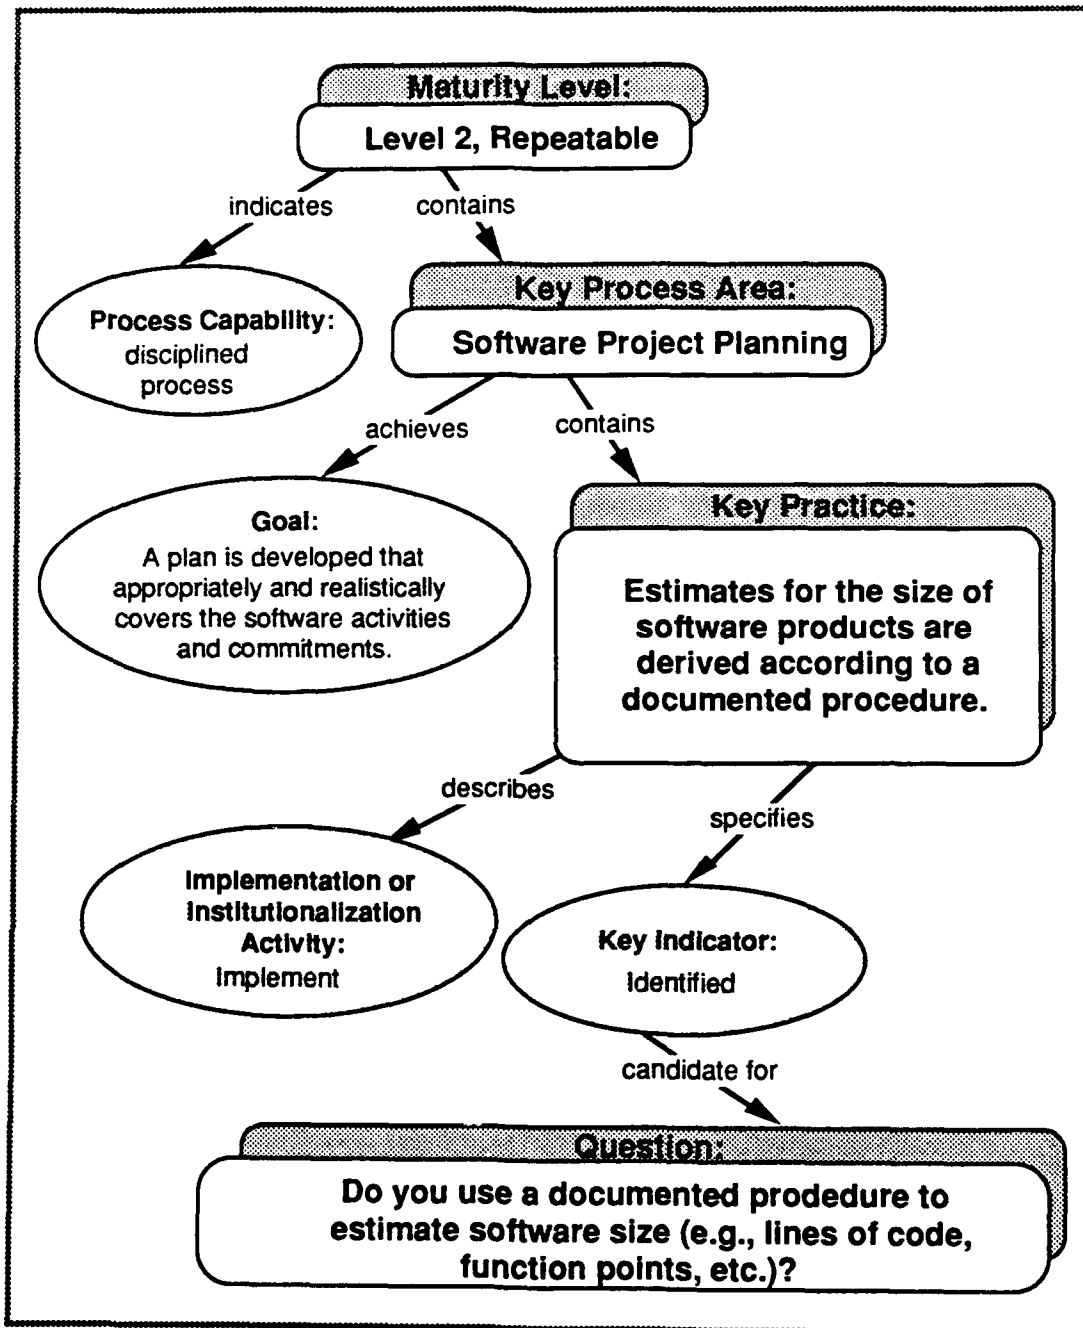 Maturity Level:
Level 2, Repeatable
indicates
contains
Process Capability:
disciplined
process
Key Process Area:
Software Project Planning
achieves
contains
Goal:
A plan is developed that
appropriately and realistically
covers the software activities
and commitments.
Key Practice:
Estimates for the size of
software products are
derived according to a
documented procedure.
describes
specifies
Implementation or
Institutionalization
Activity:
Implement
Key Indicator:
Identified
candidate for
Question:
Do you use a documented prodedure to
estimate software size (e.g., lines of code,
function points, etc.)?